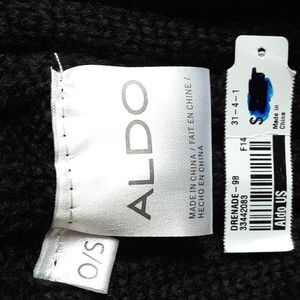 ALDO
MADE IN CHINA / FAIT EN CHINE /
HECHO EN CHINA
O/S
31-4-1
Made in
China
F14
DRENADE-98
33442083
Aldo US